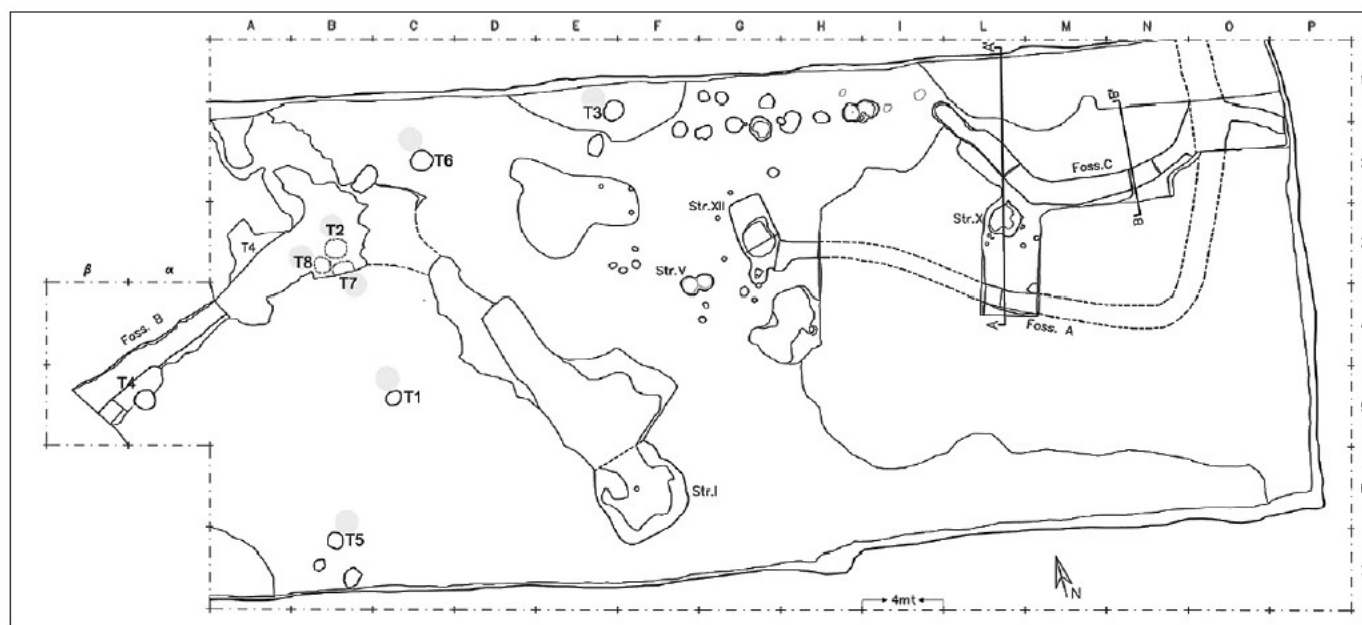 A B C D E F G H I L M N O P
A'
B'
T3
T6
Foss.C
Str.XII
T2
Str.X
T4
T8
β α
T7
Str.V
B
Foss. B
A
Foss. A
T4
T1
Str.I
T5
N
4mt